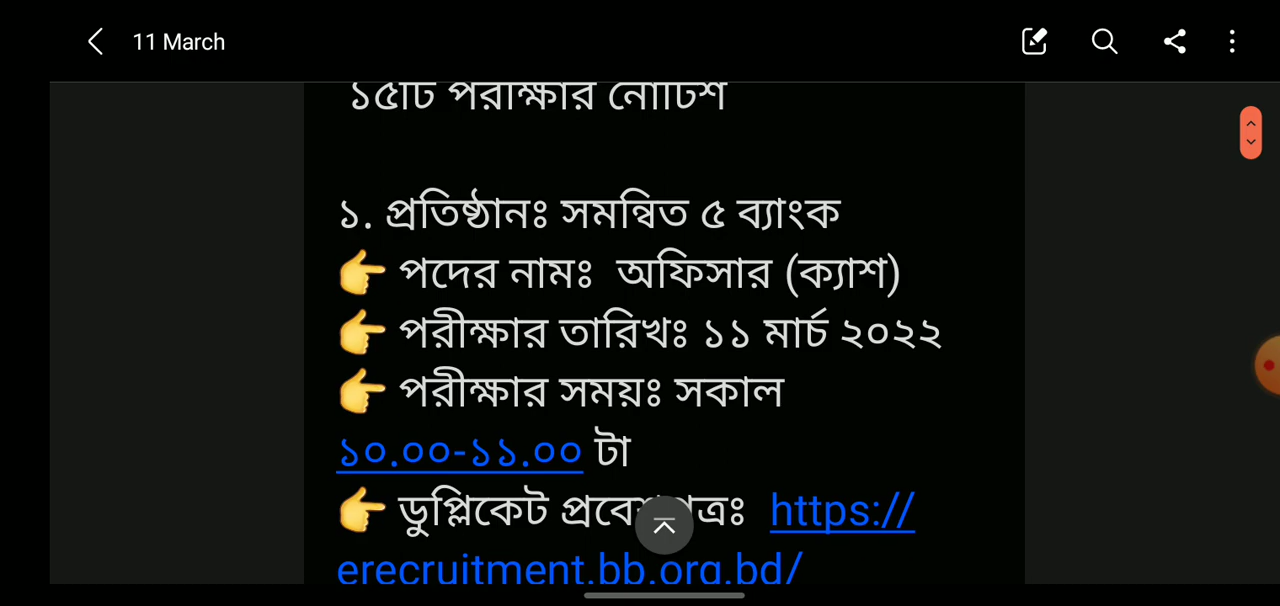 11 March
১৫টি পরীক্ষার নোটিশ
১. প্রতিষ্ঠানঃ সমন্বিত ৫ ব্যাংক
👉 পদের নামঃ অফিসার (ক্যাশ)
👉 পরীক্ষার তারিখঃ ১১ মার্চ ২০২২
👉 পরীক্ষার সময়ঃ সকাল
১০.০০-১১.০০ টা
👉 ডুপ্লিকেট প্রবেশপত্রঃ https://
erecruitment.bb.org.bd/